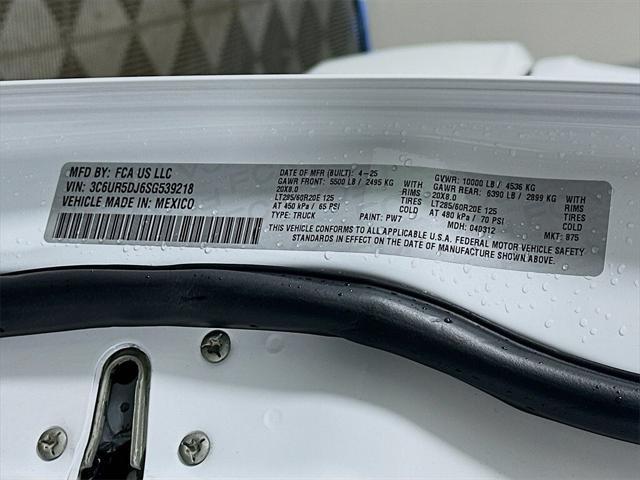 MFD BY: FCA US LLC
VIN: 3C6UR5DJ6SG539218
VEHICLE MADE IN: MEXICO
DATE OF MFR (BUILT): 4-25
GAWR FRONT: 5500 LB / 2495 KG
20X8.0
LT285/60R20E 125
AT 450 kPa / 65 PSI
TYPE: TRUCK
WITH
RIMS
TIRES
COLD
PAINT: PW7
GVWR: 10000 LB / 4536 KG
GAWR REAR: 6390 LB / 2899 KG
20X8.0
LT285/60R20E 125
AT 480 kPa / 70 PSI
MDH: 040312
WITH
RIMS
TIRES
COLD
MKT: 875
THIS VEHICLE CONFORMS TO ALL APPLICABLE U.S.A. FEDERAL MOTOR VEHICLE SAFETY
STANDARDS IN EFFECT ON THE DATE OF MANUFACTURE SHOWN ABOVE.